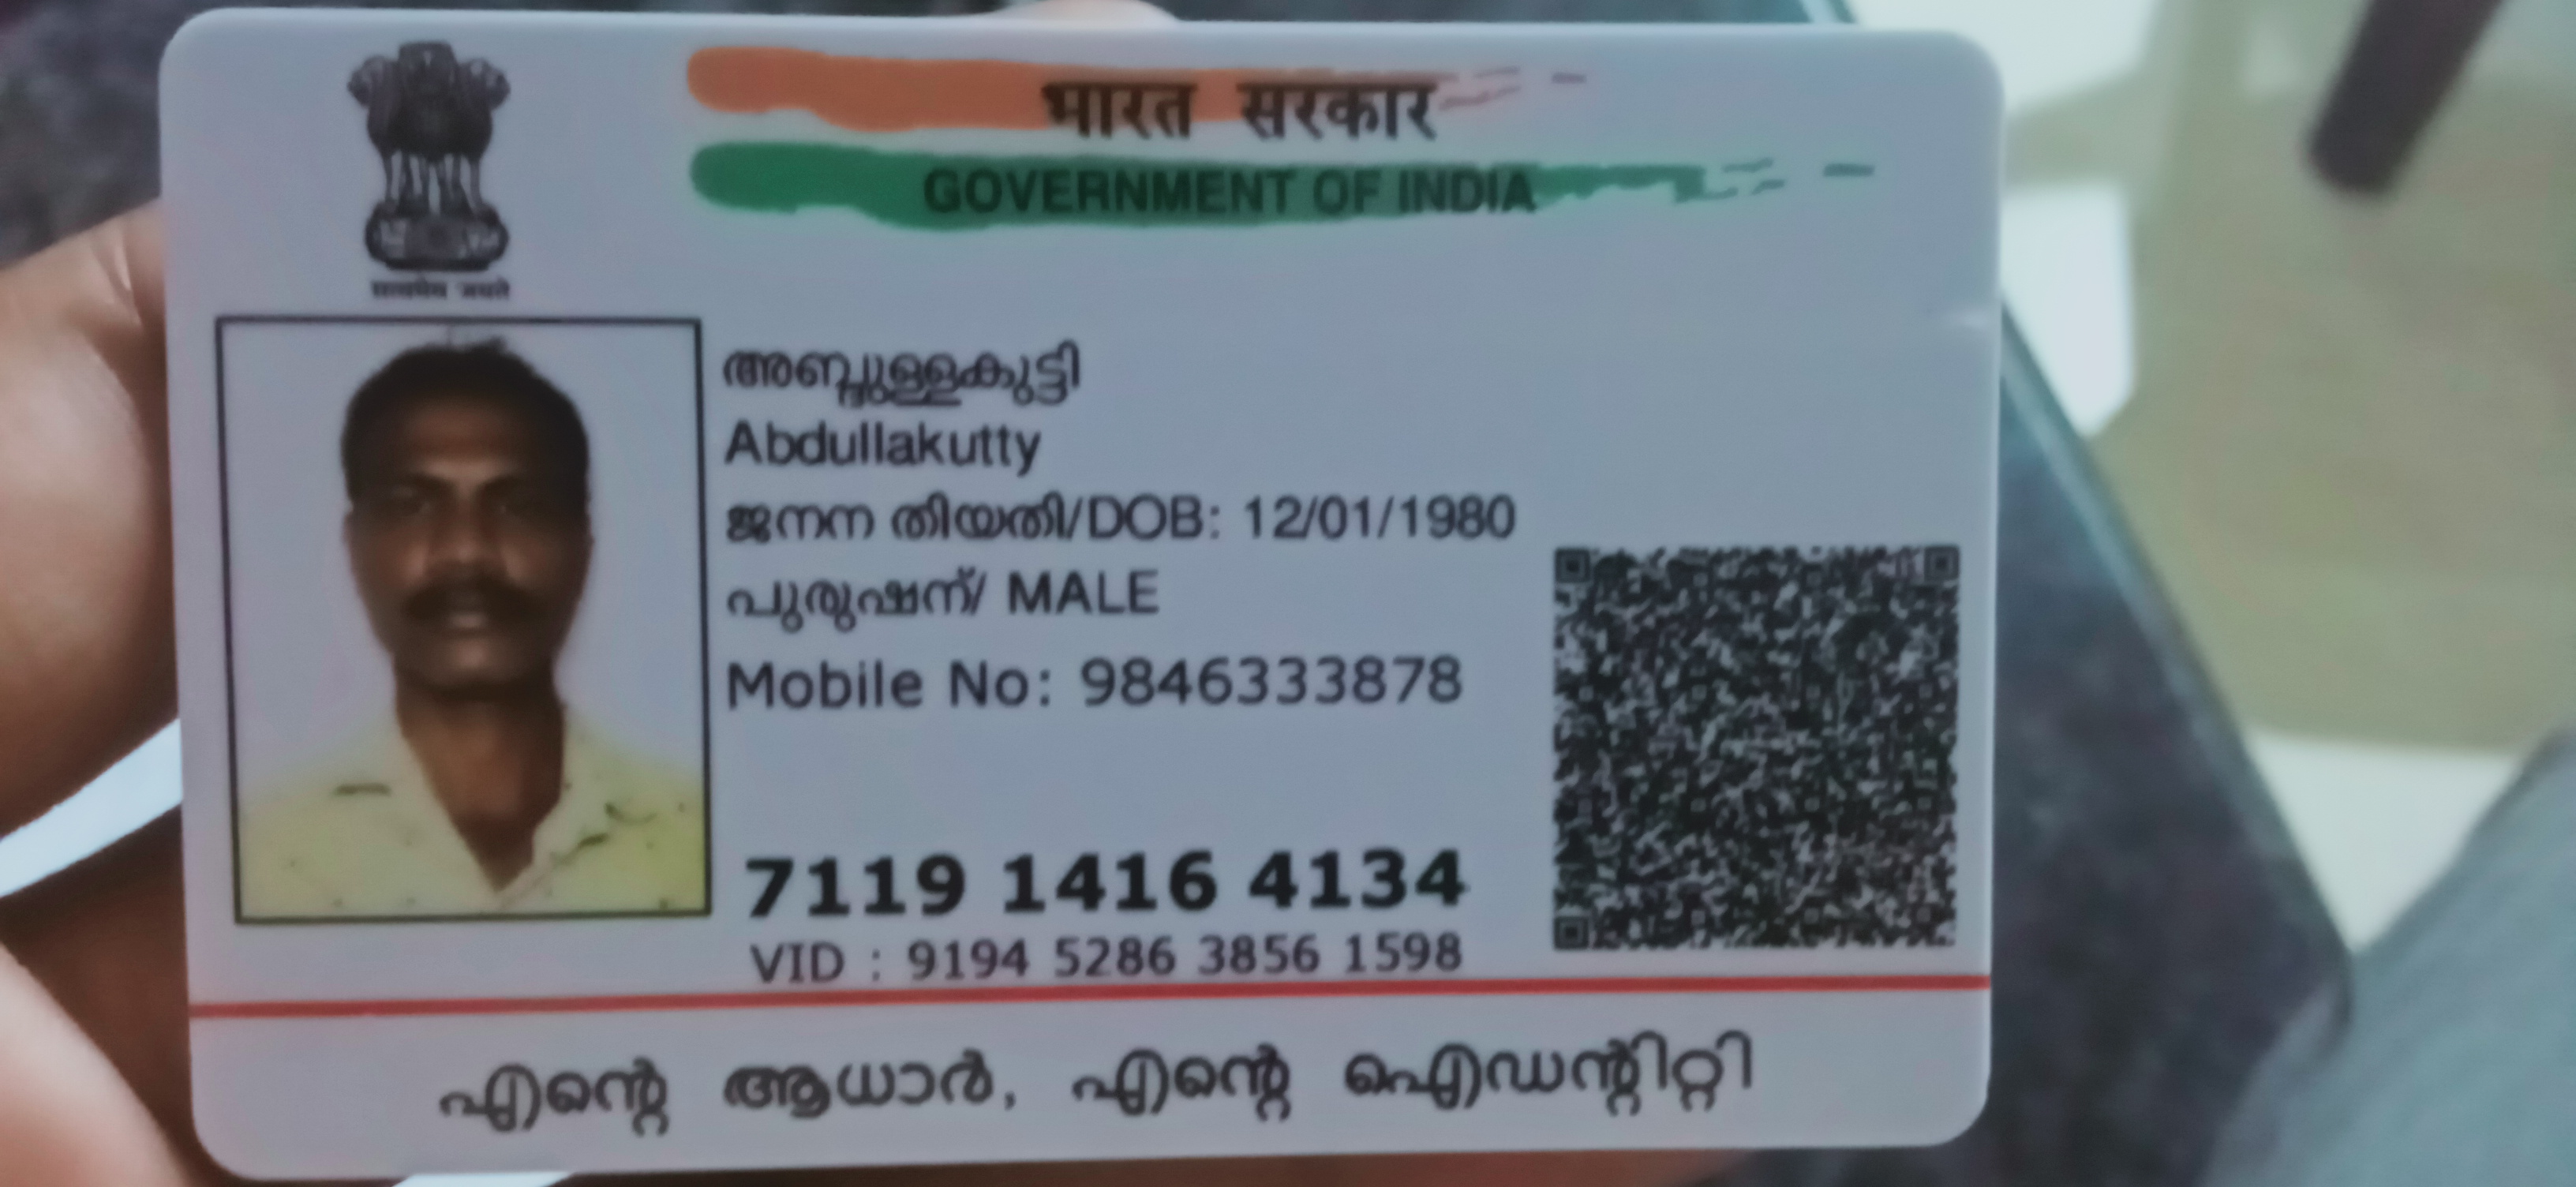 भारत सरकार
GOVERNMENT OF INDIA
सत्यमेव जयते
അബ്ദുള്ളകുട്ടി
Abdullakutty
ജനന തിയതി/DOB: 12/01/1980
പുരുഷന്/ MALE
Mobile No: 9846333878
7119 1416 4134
VID : 9194 5286 3856 1598
എന്റെ ആധാർ, എന്റെ ഐഡന്റിറ്റി